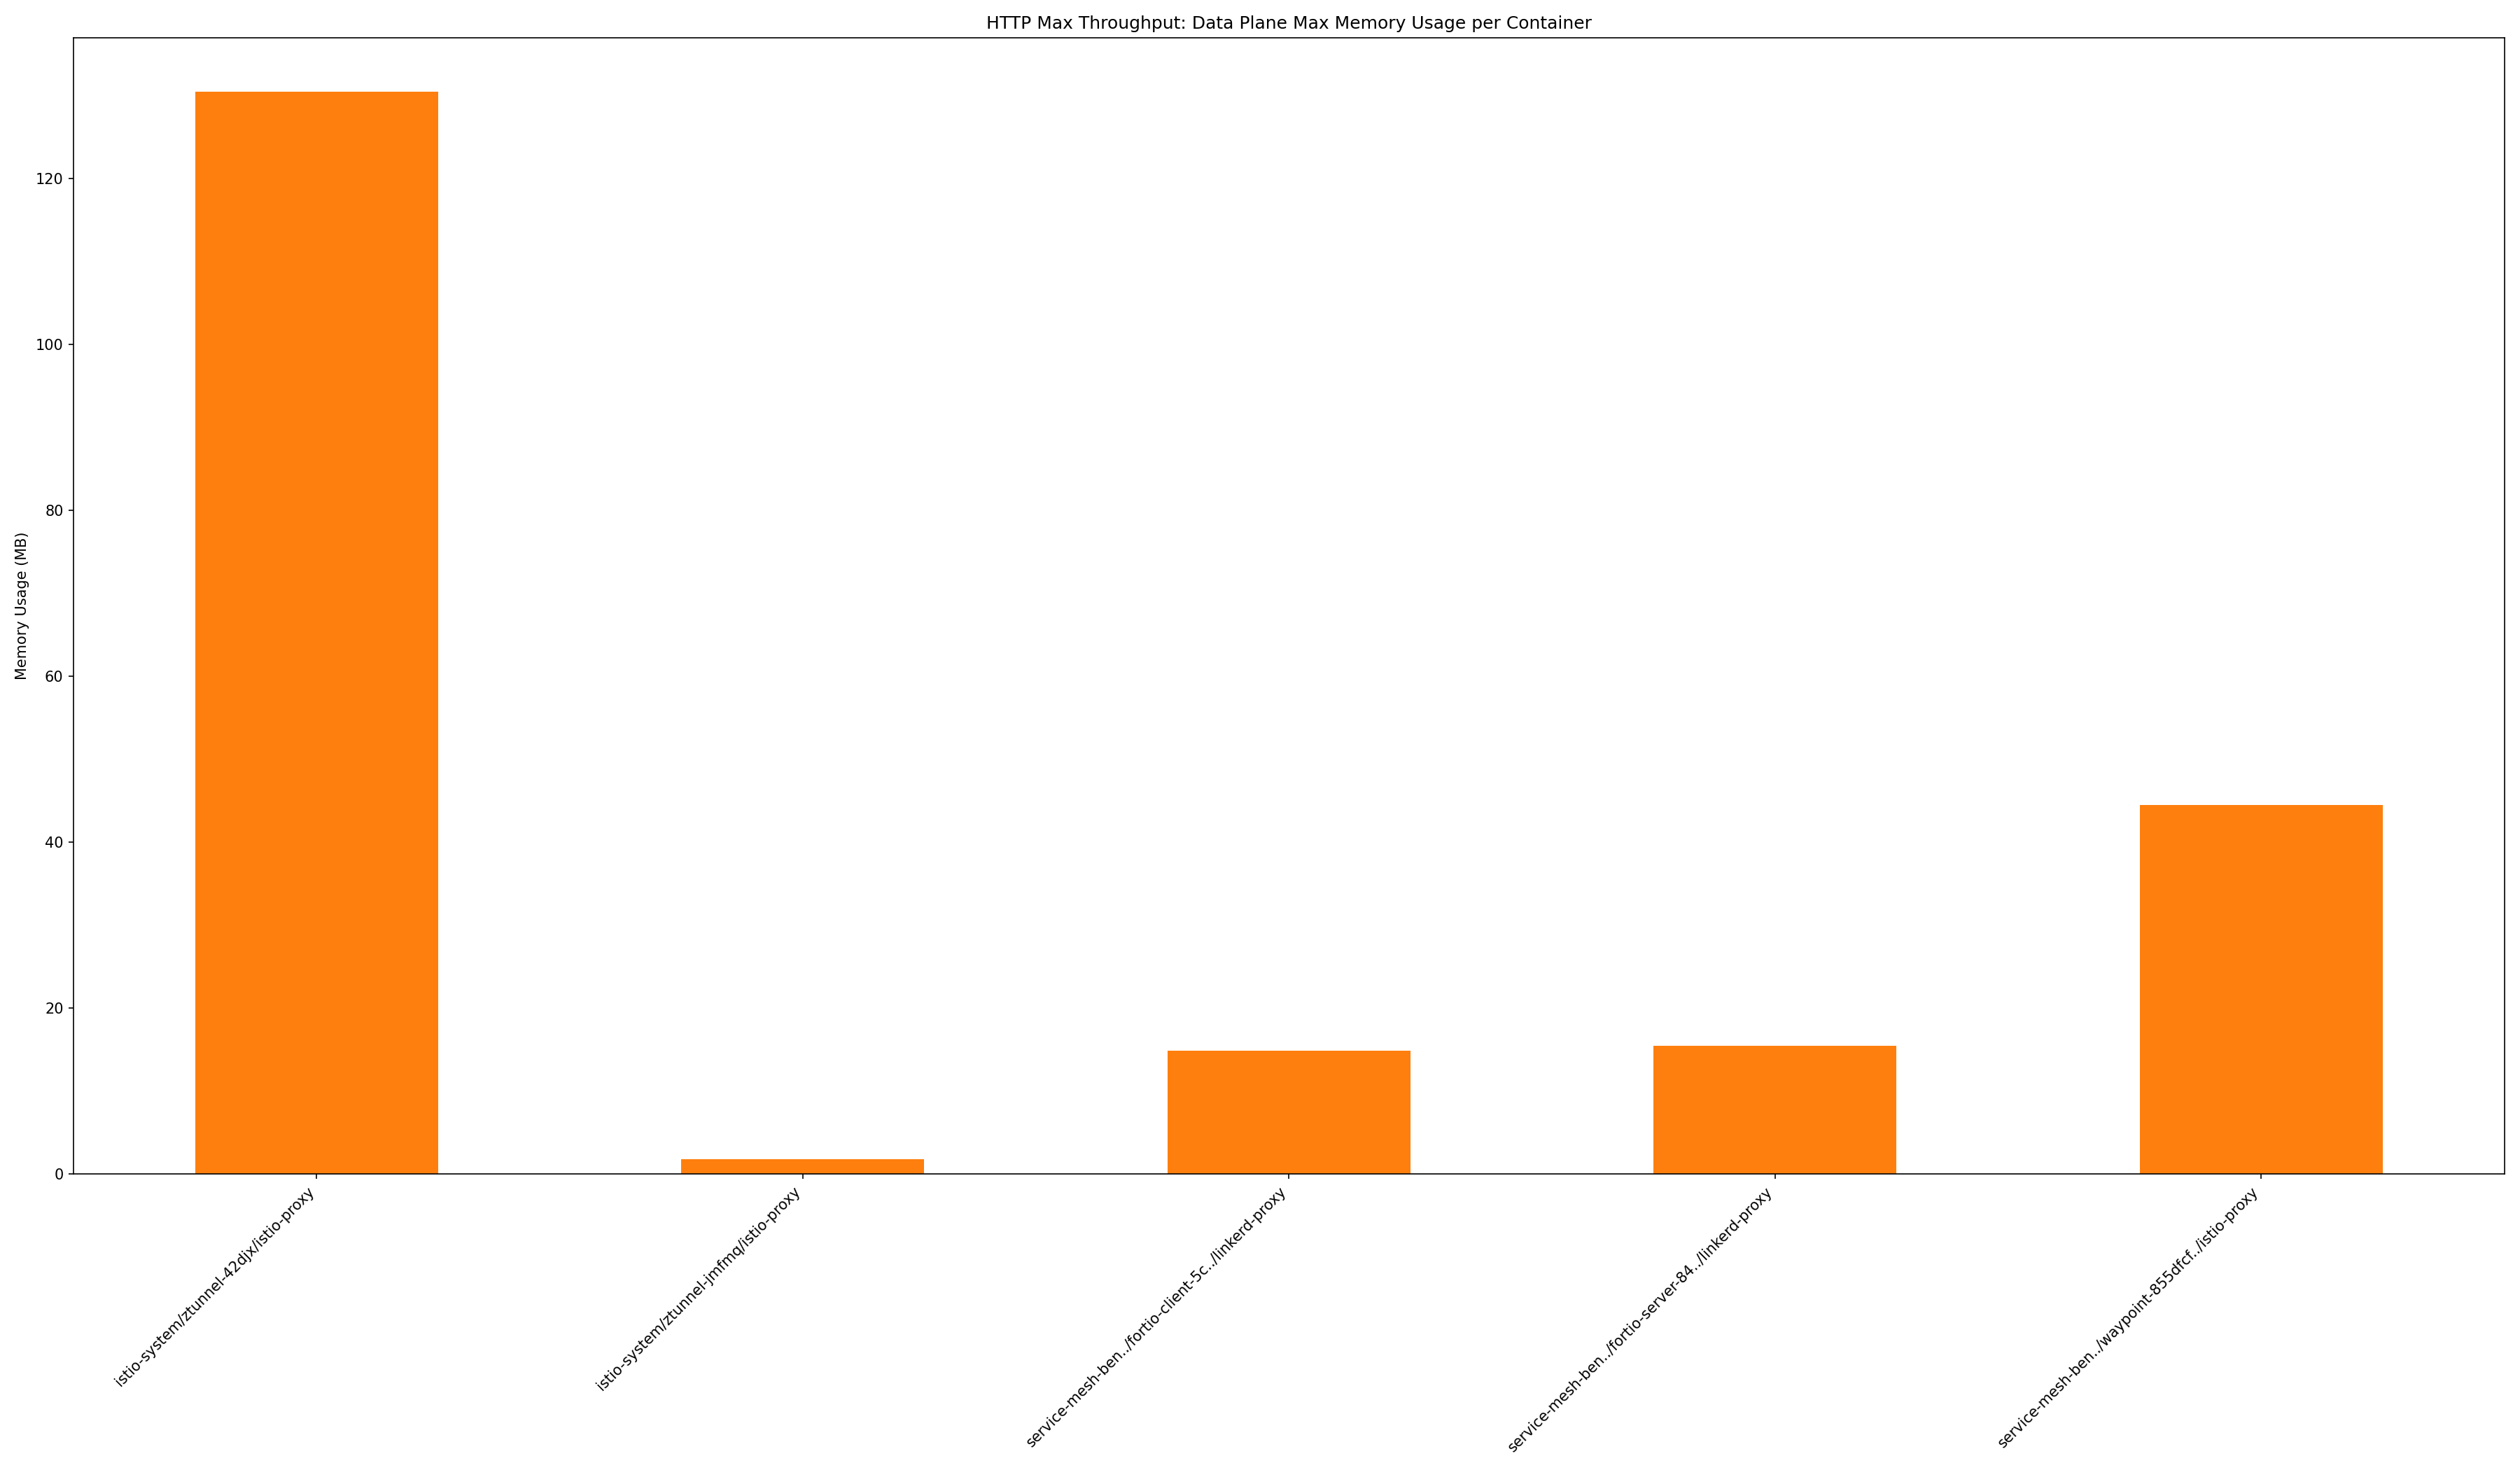 HTTP Max Throughput: Data Plane Max Memory Usage per Container
Memory Usage (MB)
120
100
80
60
40
20
0
istio-system/ztunnel-42djx/istio-proxy
istio-system/ztunnel-jmfmq/istio-proxy
service-mesh-ben../fortio-client-5c../linkerd-proxy
service-mesh-ben../fortio-server-84../linkerd-proxy
service-mesh-ben../waypoint-855dfcf../istio-proxy